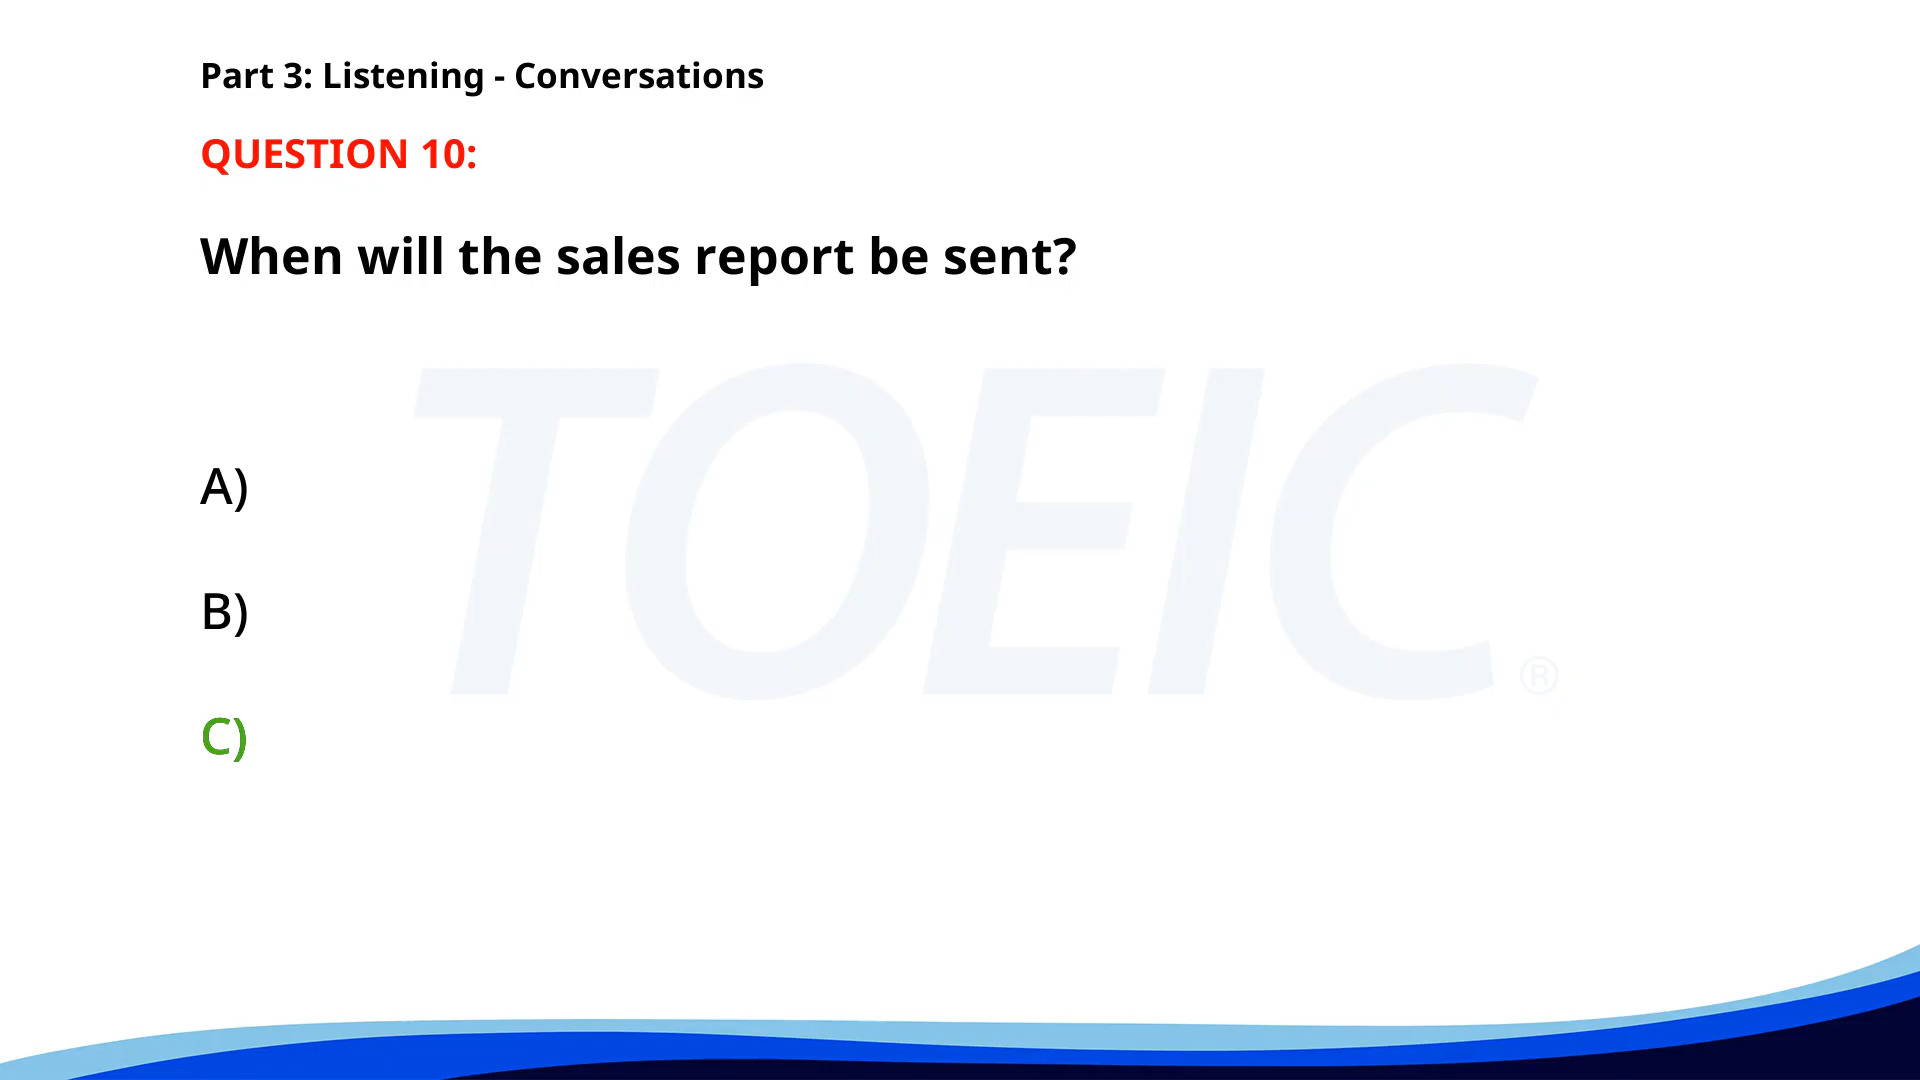 Part 3: Listening - Conversations
QUESTION 10:
When will the sales report be sent?
TOEIC®
A)
B)
C)